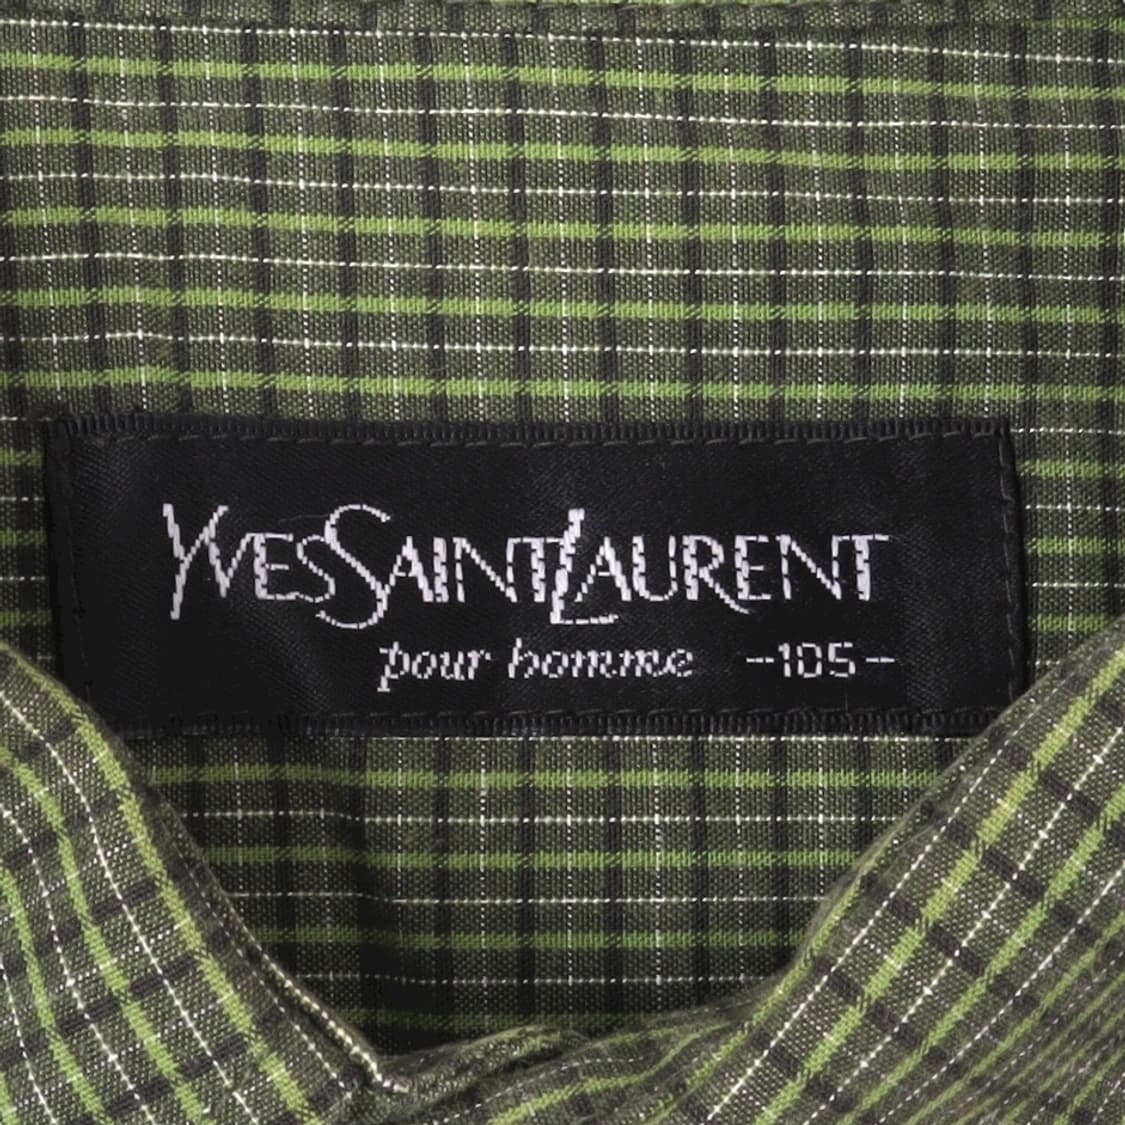 YVESSAINTLAURENT
pour homme -105-